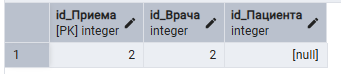 id_Приема id_Врача id_Пациента
[PK] integer integer integer
1 2 2 [null]